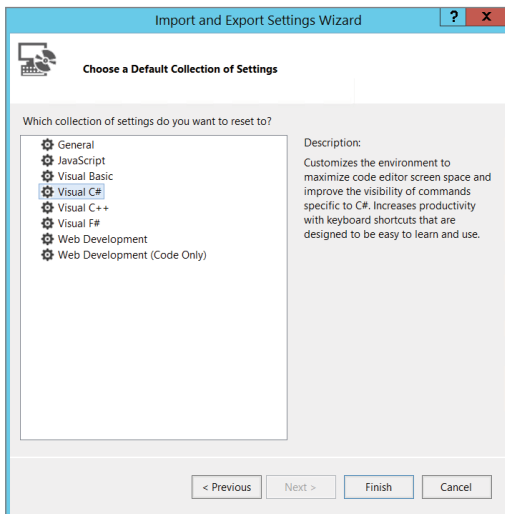 Import and Export Settings Wizard
?
x
Choose a Default Collection of Settings
Which collection of settings do you want to reset to?
General
JavaScript
Visual Basic
Visual C#
Visual C++
Visual F#
Web Development
Web Development (Code Only)
Description:
Customizes the environment to
maximize code editor screen space and
improve the visibility of commands
specific to C#. Increases productivity
with keyboard shortcuts that are
designed to be easy to learn and use.
< Previous
Next >
Finish
Cancel